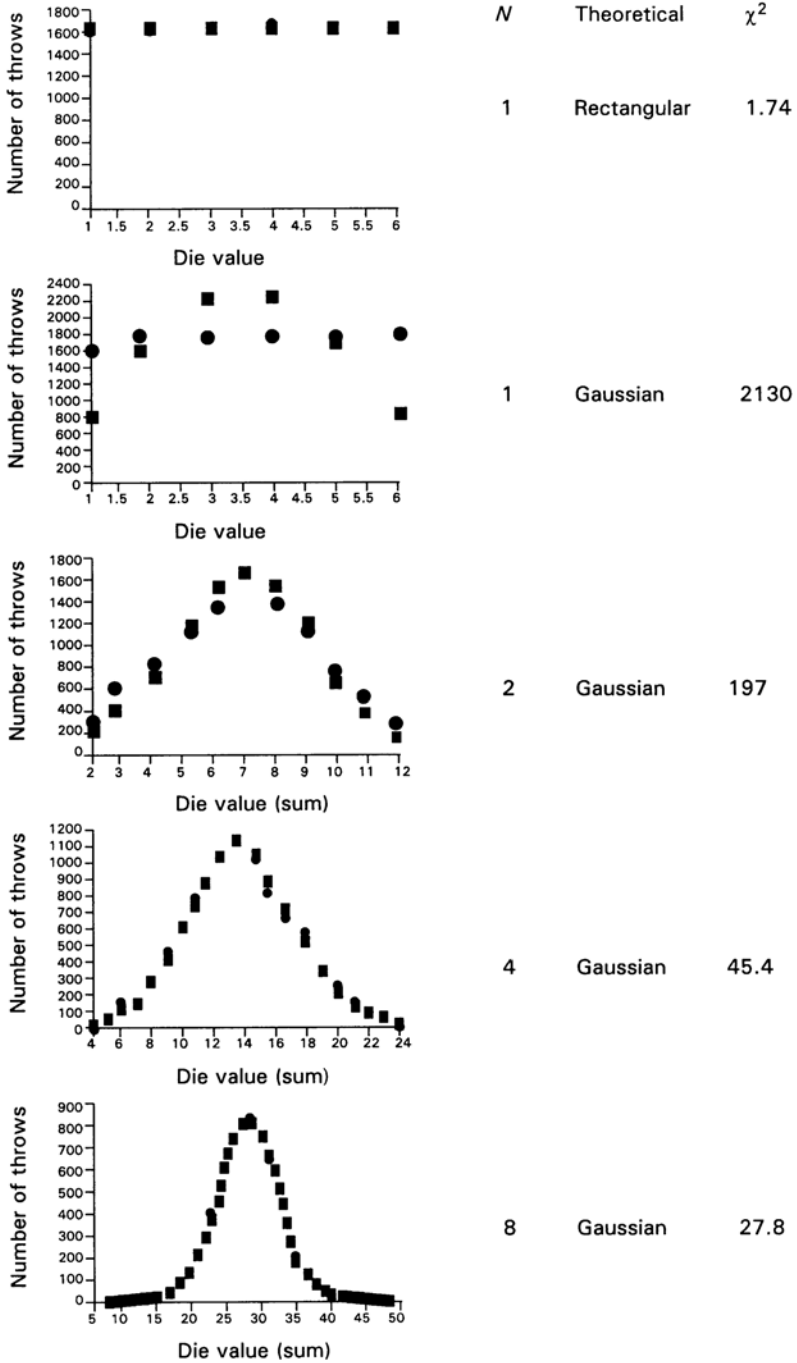 N Theoretical χ²
1800
1600
1400
1200
1000
800
600
400
200
0
Number of throws
1 1.5 2 2.5 3 3.5 4 4.5 5 5.5 6
Die value
1 Rectangular 1.74
2400
2200
2000
1800
1600
1400
1200
1000
800
600
400
200
0
Number of throws
1 1.5 2 2.5 3 3.5 4 4.5 5 5.5 6
Die value
1 Gaussian 2130
1800
1600
1400
1200
1000
800
600
400
200
0
Number of throws
2 3 4 5 6 7 8 9 10 11 12
Die value (sum)
2 Gaussian 197
1200
1100
1000
900
800
700
600
500
400
300
200
100
0
Number of throws
4 6 8 10 12 14 16 18 20 22 24
Die value (sum)
4 Gaussian 45.4
900
800
700
600
500
400
300
200
100
0
Number of throws
5 10 15 20 25 30 35 40 45 50
Die value (sum)
8 Gaussian 27.8